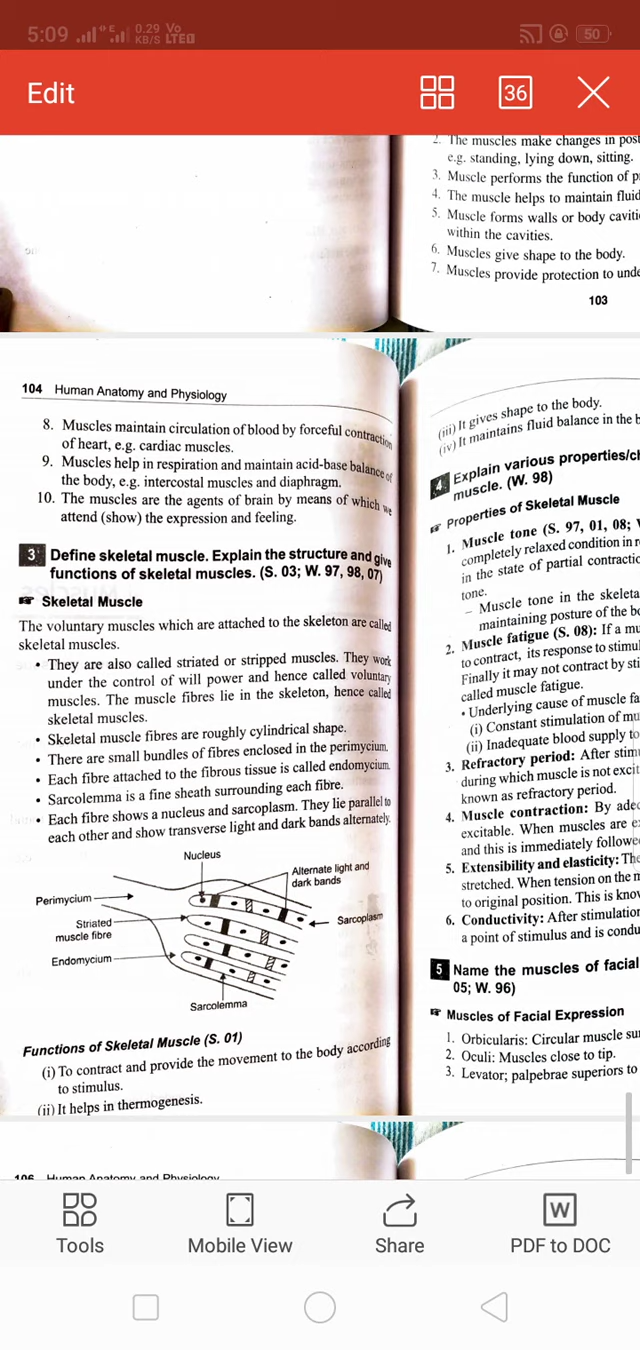 5:09
0.29
KB/S
Vo
LTE
50
Edit
36
2. The muscles make changes in post
e.g. standing, lying down, sitting.
3. Muscle performs the function of p
4. The muscle helps to maintain fluid
5. Muscle forms walls or body caviti
within the cavities.
6. Muscles give shape to the body.
7. Muscles provide protection to unde
103
104 Human Anatomy and Physiology
8. Muscles maintain circulation of blood by forceful contraction
of heart, e.g. cardiac muscles.
9. Muscles help in respiration and maintain acid-base balance of
the body, e.g. intercostal muscles and diaphragm.
10. The muscles are the agents of brain by means of which we
attend (show) the expression and feeling.
3 Define skeletal muscle. Explain the structure and give
functions of skeletal muscles. (S. 03; W. 97, 98, 07)
☞ Skeletal Muscle
The voluntary muscles which are attached to the skeleton are called
skeletal muscles.
• They are also called striated or stripped muscles. They work
under the control of will power and hence called voluntary
muscles. The muscle fibres lie in the skeleton, hence called
skeletal muscles.
• Skeletal muscle fibres are roughly cylindrical shape.
• There are small bundles of fibres enclosed in the perimycium.
• Each fibre attached to the fibrous tissue is called endomycium.
• Sarcolemma is a fine sheath surrounding each fibre.
• Each fibre shows a nucleus and sarcoplasm. They lie parallel to
each other and show transverse light and dark bands alternately.
Nucleus
Alternate light and
dark bands
Perimycium
Striated
muscle fibre
Sarcoplasm
Endomycium
Sarcolemma
Functions of Skeletal Muscle (S. 01)
(i) To contract and provide the movement to the body according
to stimulus.
(ii) It helps in thermogenesis.
(iii) It gives shape to the body.
(iv) It maintains fluid balance in the b
4 Explain various properties/ch
muscle. (W. 98)
☞ Properties of Skeletal Muscle
1. Muscle tone (S. 97, 01, 08; W
completely relaxed condition in r
in the state of partial contractio
tone.
– Muscle tone in the skeleta
maintaining posture of the bo
2. Muscle fatigue (S. 08): If a mu
to contract, its response to stimul
Finally it may not contract by sti
called muscle fatigue.
• Underlying cause of muscle fa
(i) Constant stimulation of mu
(ii) Inadequate blood supply to
3. Refractory period: After stim
during which muscle is not excit
known as refractory period.
4. Muscle contraction: By adec
excitable. When muscles are e
and this is immediately followe
5. Extensibility and elasticity: The
stretched. When tension on the m
to original position. This is know
6. Conductivity: After stimulation
a point of stimulus and is condu
5 Name the muscles of facial
05; W. 96)
☞ Muscles of Facial Expression
1. Orbicularis: Circular muscle su
2. Oculi: Muscles close to tip.
3. Levator; palpebrae superiors to
106 Human Anatomy and Physiology
Tools
Mobile View
Share
W
PDF to DOC